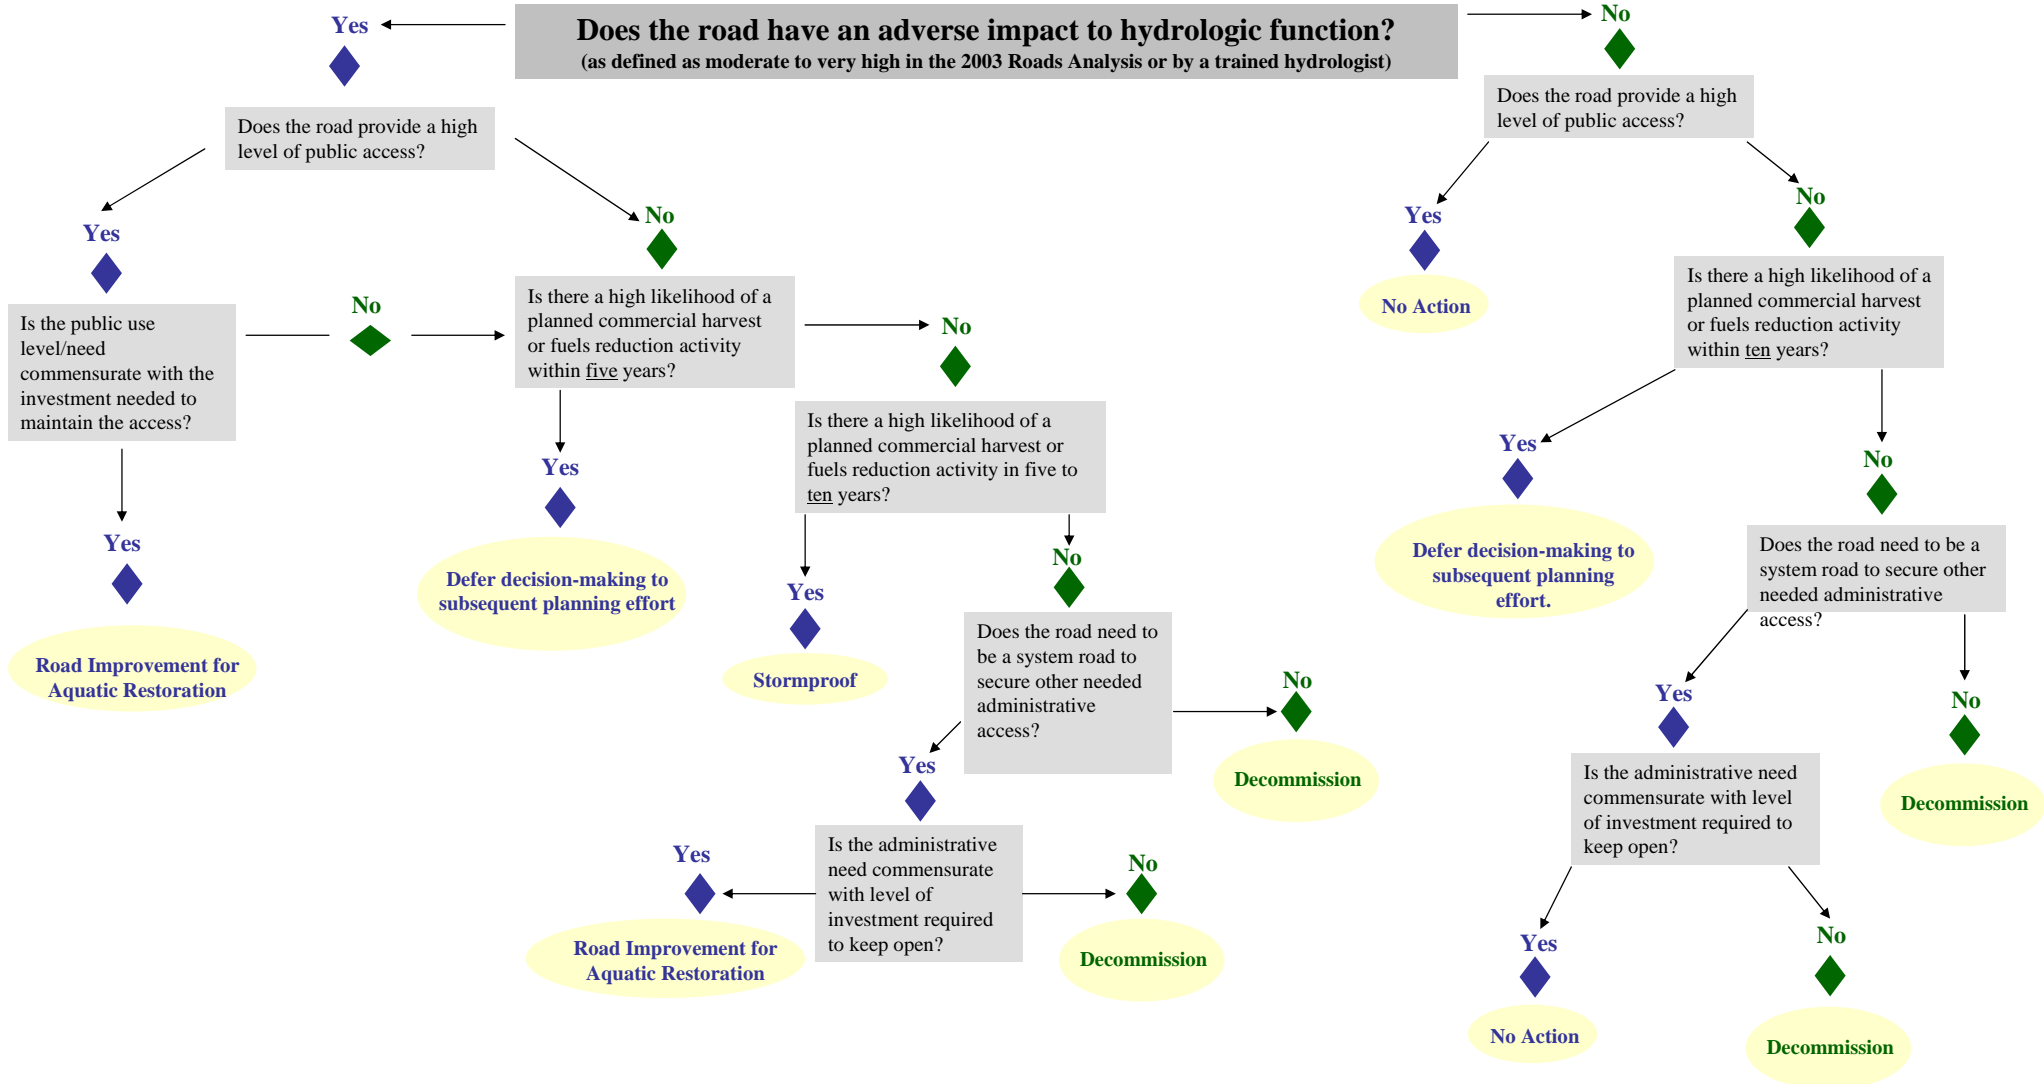 Does the road have an adverse impact to hydrologic function?
(as defined as moderate to very high in the 2003 Roads Analysis or by a trained hydrologist)
Yes
No
Does the road provide a high
level of public access?
Yes
No
Is the public use
level/need
commensurate with the
investment needed to
maintain the access?
No
Yes
Road Improvement for
Aquatic Restoration
Is there a high likelihood of a
planned commercial harvest
or fuels reduction activity
within five years?
Yes
Defer decision-making to
subsequent planning effort
No
Is there a high likelihood of a
planned commercial harvest or
fuels reduction activity in five to
ten years?
Yes
Stormproof
No
Does the road need to
be a system road to
secure other needed
administrative
access?
No
Decommission
Yes
Is the administrative
need commensurate
with level of
investment required
to keep open?
Yes
Road Improvement for
Aquatic Restoration
No
Decommission
Does the road provide a high
level of public access?
Yes
No Action
No
Is there a high likelihood of a
planned commercial harvest
or fuels reduction activity
within ten years?
Yes
Defer decision-making to
subsequent planning
effort.
No
Does the road need to be a
system road to secure other
needed administrative
access?
Yes
No
Decommission
Is the administrative need
commensurate with level
of investment required to
keep open?
Yes
No Action
No
Decommission